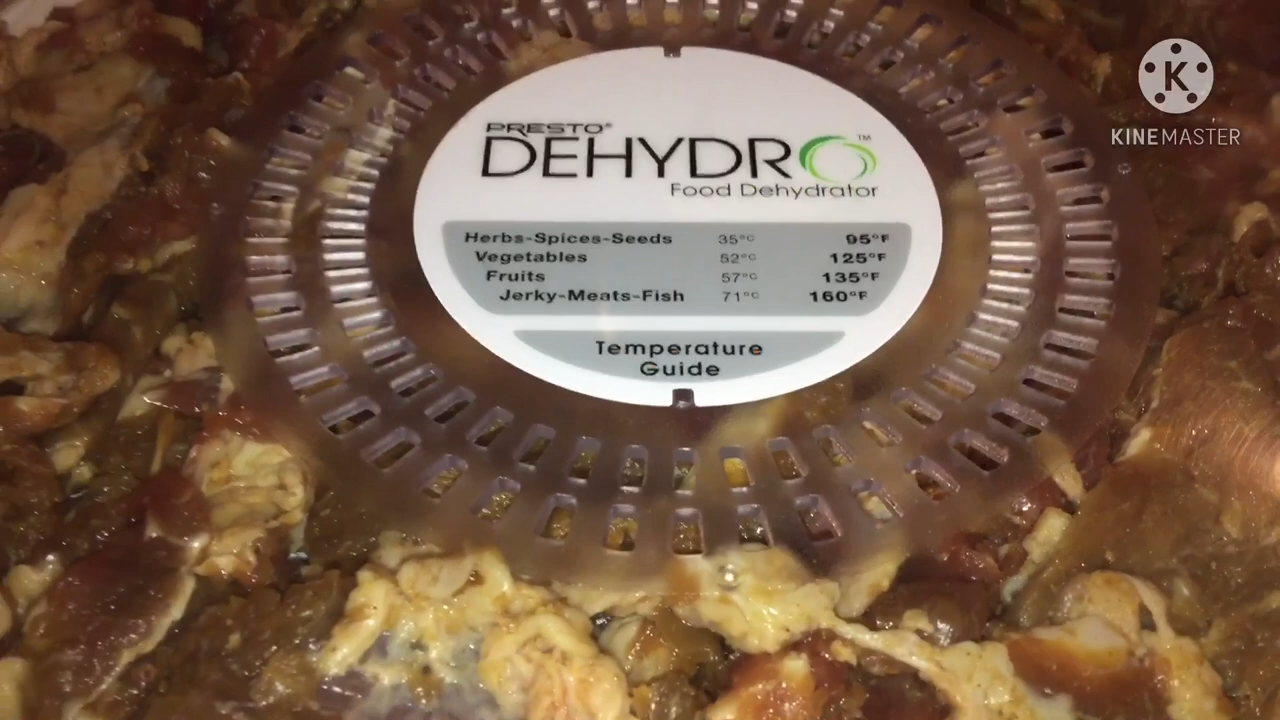 K
KINEMASTER
PRESTO®
DEHYDRO™
Food Dehydrator
Herbs-Spices-Seeds 35°C 95°F
Vegetables 52°C 125°F
Fruits 57°C 135°F
Jerky-Meats-Fish 71°C 160°F
Temperature
Guide